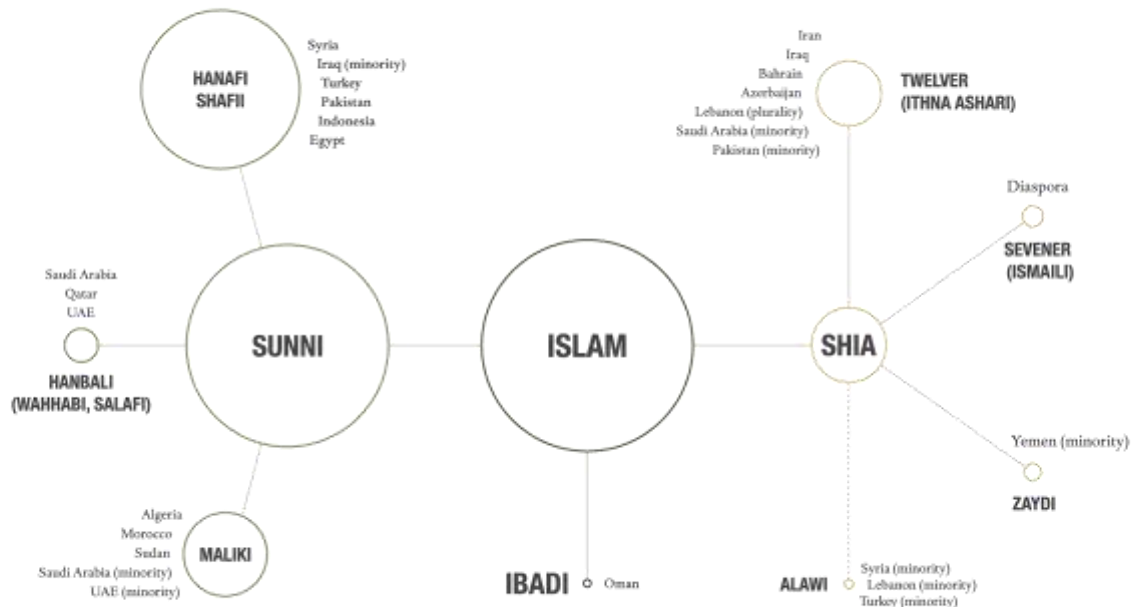 HANAFI
SHAFII
Syria
Iraq (minority)
Turkey
Pakistan
Indonesia
Egypt
Iran
Iraq
Bahrain
Azerbaijan
Lebanon (plurality)
Saudi Arabia (minority)
Pakistan (minority)
TWELVER
(ITHNA ASHARI)
Diaspora
SEVENER
(ISMAILI)
Saudi Arabia
Qatar
UAE
HANBALI
(WAHHABI, SALAFI)
SUNNI
ISLAM
SHIA
Yemen (minority)
ZAYDI
Algeria
Morocco
Sudan
Saudi Arabia (minority)
UAE (minority)
MALIKI
IBADI
Oman
ALAWI
Syria (minority)
Lebanon (minority)
Turkey (minority)